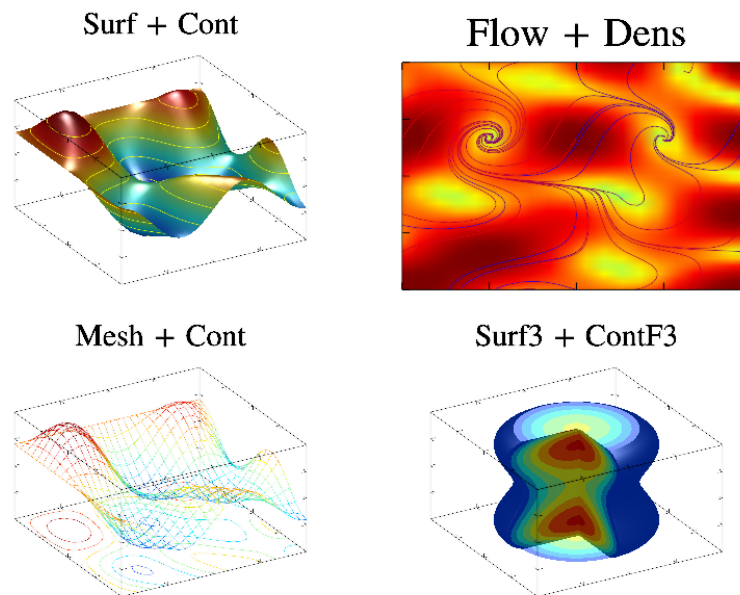 Surf + Cont
Flow + Dens
Mesh + Cont
Surf3 + ContF3